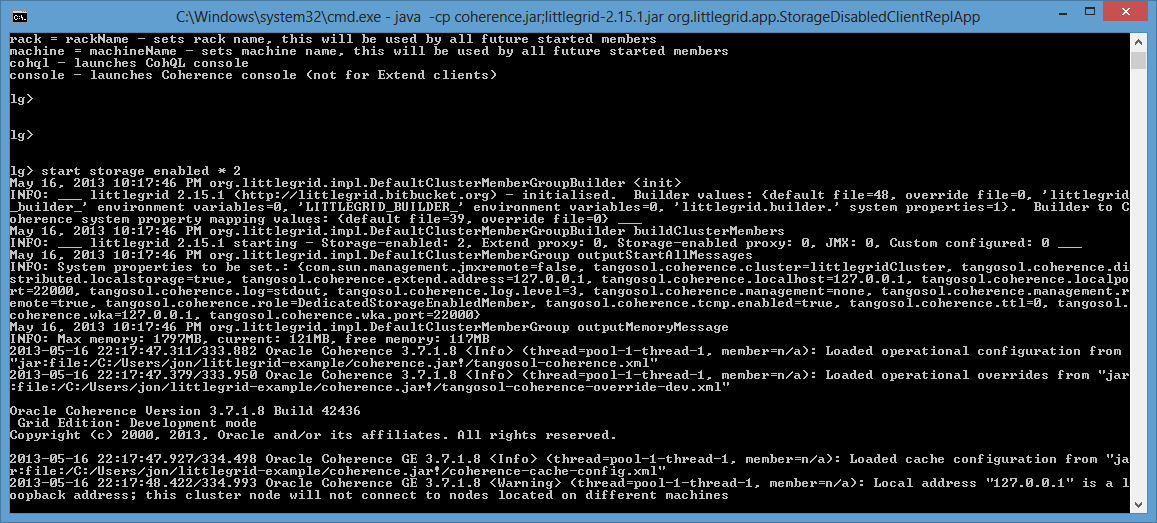 C:\Windows\system32\cmd.exe - java  -cp coherence.jar;littlegrid-2.15.1.jar org.littlegrid.app.StorageDisabledClientReplApp
rack = rackName - sets rack name, this will be used by all future started members
machine = machineName - sets machine name, this will be used by all future started members
cohql - launches CohQL console
console - launches Coherence console (not for Extend clients)
lg>
lg>
lg> start storage enabled * 2
May 16, 2013 10:17:46 PM org.littlegrid.impl.DefaultClusterMemberGroupBuilder <init>
INFO: ___ littlegrid 2.15.1 (http://littlegrid.bitbucket.org) - initialised.  Builder values: {default file=48, override file=0, 'littlegrid
_builder_' environment variables=0, 'LITTLEGRID_BUILDER_' environment variables=0, 'littlegrid.builder.' system properties=1}.  Builder to C
oherence system property mapping values: {default file=39, override file=0} ___
May 16, 2013 10:17:46 PM org.littlegrid.impl.DefaultClusterMemberGroupBuilder buildClusterMembers
INFO: ___ littlegrid 2.15.1 starting - Storage-enabled: 2, Extend proxy: 0, Storage-enabled proxy: 0, JMX: 0, Custom configured: 0 ___
May 16, 2013 10:17:46 PM org.littlegrid.impl.DefaultClusterMemberGroup outputStartAllMessages
INFO: System properties to be set.: {com.sun.management.jmxremote=false, tangosol.coherence.cluster=littlegridCluster, tangosol.coherence.di
stributed.localstorage=true, tangosol.coherence.extend.address=127.0.0.1, tangosol.coherence.localhost=127.0.0.1, tangosol.coherence.localpo
rt=22000, tangosol.coherence.log=stdout, tangosol.coherence.log.level=3, tangosol.coherence.management=none, tangosol.coherence.management.r
emote=true, tangosol.coherence.role=DedicatedStorageEnabledMember, tangosol.coherence.tcmp.enabled=true, tangosol.coherence.ttl=0, tangosol.
coherence.wka=127.0.0.1, tangosol.coherence.wka.port=22000}
May 16, 2013 10:17:46 PM org.littlegrid.impl.DefaultClusterMemberGroup outputMemoryMessage
INFO: Max memory: 1797MB, current: 121MB, free memory: 117MB
2013-05-16 22:17:47.311/333.882 Oracle Coherence 3.7.1.8 <Info> (thread=pool-1-thread-1, member=n/a): Loaded operational configuration from
"jar:file:/C:/Users/jon/littlegrid-example/coherence.jar!/tangosol-coherence.xml"
2013-05-16 22:17:47.379/333.950 Oracle Coherence 3.7.1.8 <Info> (thread=pool-1-thread-1, member=n/a): Loaded operational overrides from "jar
:file:/C:/Users/jon/littlegrid-example/coherence.jar!/tangosol-coherence-override-dev.xml"
Oracle Coherence Version 3.7.1.8 Build 42436
 Grid Edition: Development mode
Copyright (c) 2000, 2013, Oracle and/or its affiliates. All rights reserved.
2013-05-16 22:17:47.927/334.498 Oracle Coherence GE 3.7.1.8 <Info> (thread=pool-1-thread-1, member=n/a): Loaded cache configuration from "ja
r:file:/C:/Users/jon/littlegrid-example/coherence.jar!/coherence-cache-config.xml"
2013-05-16 22:17:48.422/334.993 Oracle Coherence GE 3.7.1.8 <Warning> (thread=pool-1-thread-1, member=n/a): Local address "127.0.0.1" is a l
oopback address; this cluster node will not connect to nodes located on different machines